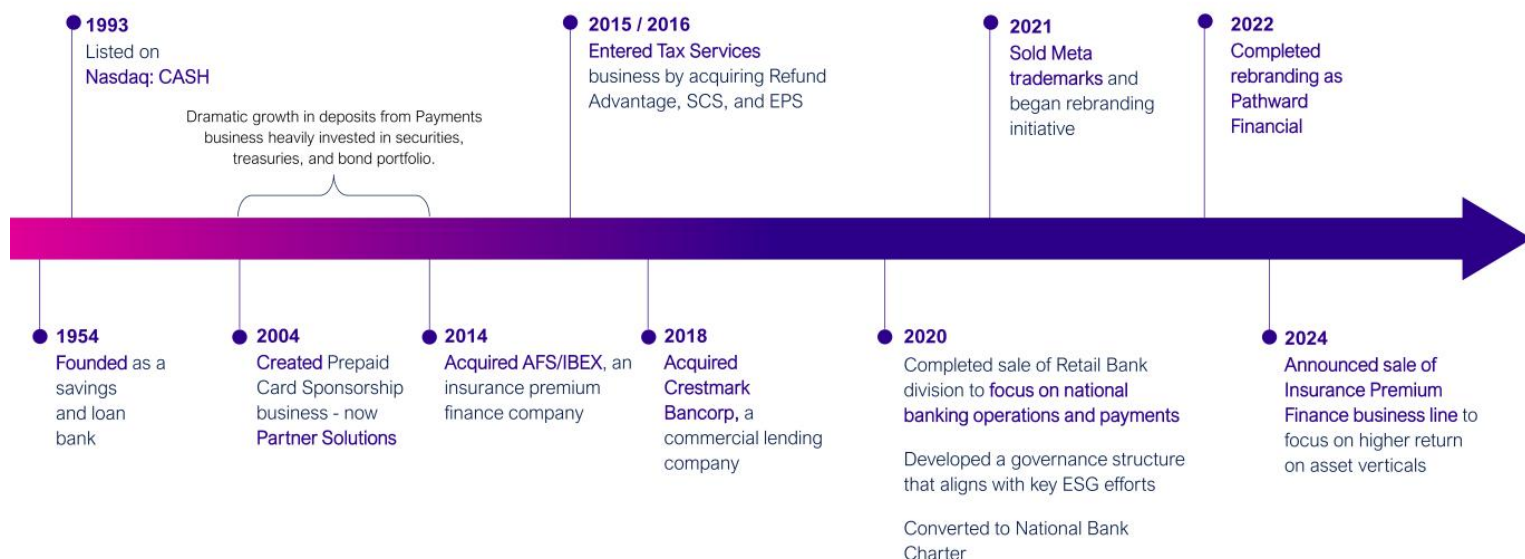 1993
Listed on
Nasdaq: CASH
Dramatic growth in deposits from Payments
business heavily invested in securities,
treasuries, and bond portfolio.
2015 / 2016
Entered Tax Services
business by acquiring Refund
Advantage, SCS, and EPS
2021
Sold Meta
trademarks and
began rebranding
initiative
2022
Completed
rebranding as
Pathward
Financial
1954
Founded as a
savings
and loan
bank
2004
Created Prepaid
Card Sponsorship
business - now
Partner Solutions
2014
Acquired AFS/IBEX, an
insurance premium
finance company
2018
Acquired
Crestmark
Bancorp, a
commercial lending
company
2020
Completed sale of Retail Bank
division to focus on national
banking operations and payments
Developed a governance structure
that aligns with key ESG efforts
Converted to National Bank
Charter
2024
Announced sale of
Insurance Premium
Finance business line to
focus on higher return
on asset verticals